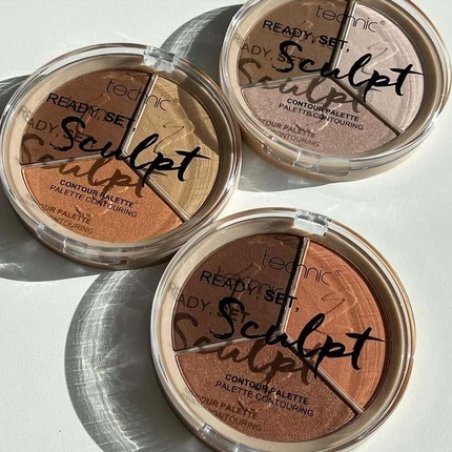 technic®
READY, SET,
Sculpt
CONTOUR PALETTE
PALETTE CONTOURING
technic®
READY, SET,
Sculpt
CONTOUR PALETTE
PALETTE CONTOURING
technic®
READY, SET,
Sculpt
CONTOUR PALETTE
PALETTE CONTOURING